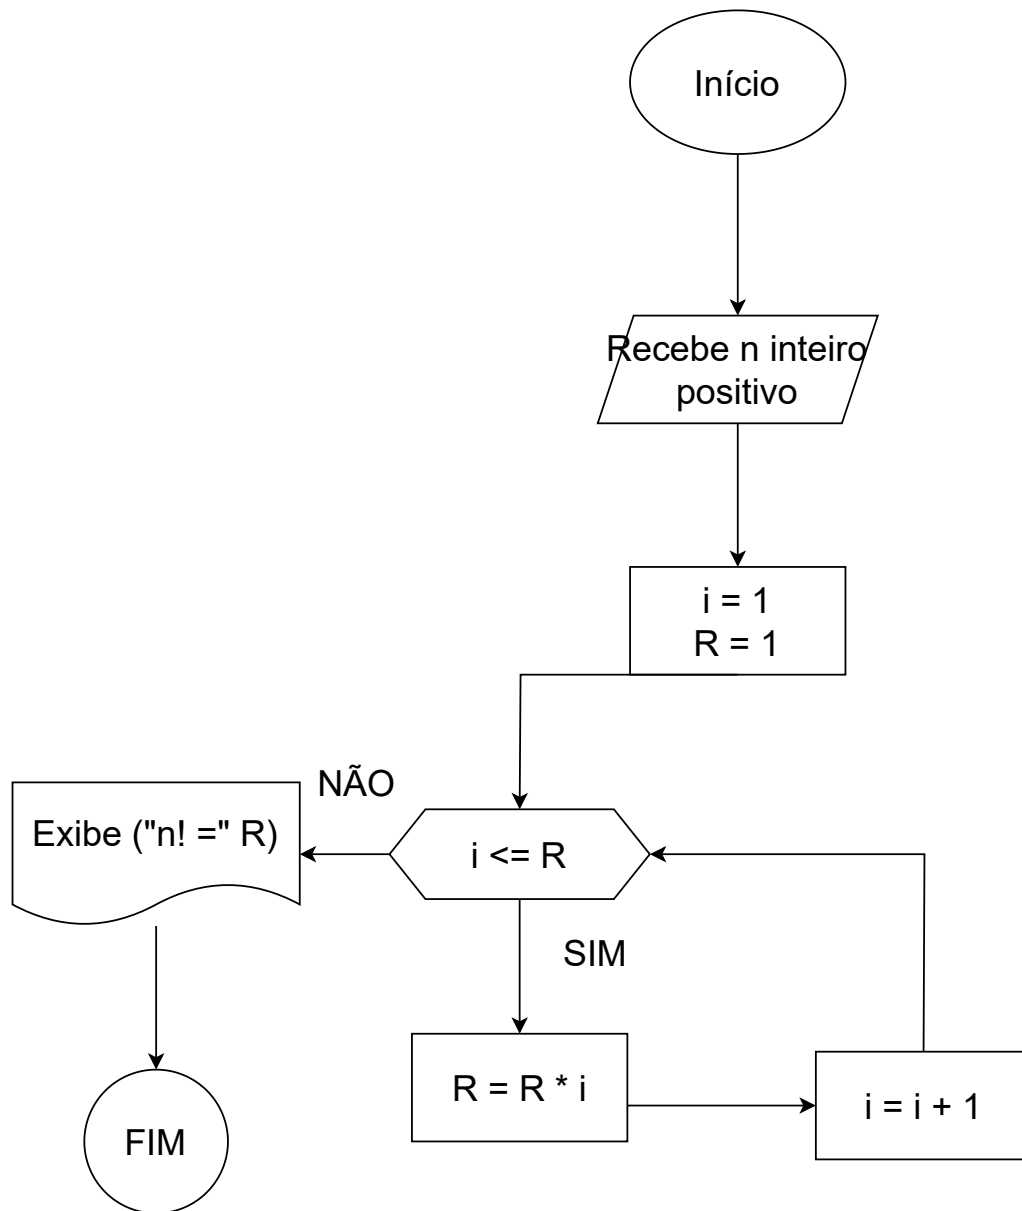 Início
Recebe n inteiro
positivo
i = 1
R = 1
NÃO
Exibe ("n! =" R)
i <= R
SIM
R = R * i
i = i + 1
FIM